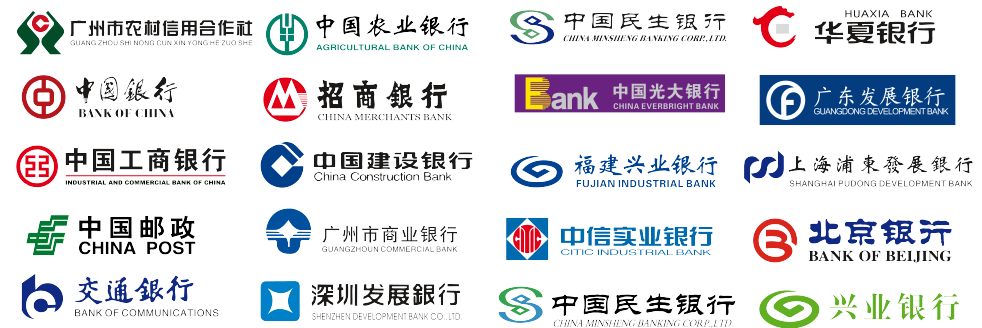 广州市农村信用合作社
GUANG ZHOU SHI NONG CUN XIN YONG HE ZUO SHE
中国农业银行
AGRICULTURAL BANK OF CHINA
中国民生银行
CHINA MINSHENG BANKING CORP., LTD.
HUAXIA BANK
华夏银行
中国银行
BANK OF CHINA
招商銀行
CHINA MERCHANTS BANK
Bank
中国光大银行
CHINA EVERBRIGHT BANK
广东发展银行
GUANGDONG DEVELOPMENT BANK
中国工商银行
INDUSTRIAL AND COMMERCIAL BANK OF CHINA
中国建设银行
China Construction Bank
福建兴业银行
FUJIAN INDUSTRIAL BANK
上海浦東發展銀行
SHANGHAI PUDONG DEVELOPMENT BANK
中国邮政
CHINA POST
广州市商业银行
GUANGZHOUN COMMERCIAL BANK
CITIC
中信实业银行
CITIC INDUSTRIAL BANK
北京银行
BANK OF BEIJING
交通銀行
BANK OF COMMUNICATIONS
深圳发展銀行
SHENZHEN DEVELOPMENT BANK CO., LTD.
中国民生银行
CHINA MINSHENG BANKING CORP., LTD.
兴业银行